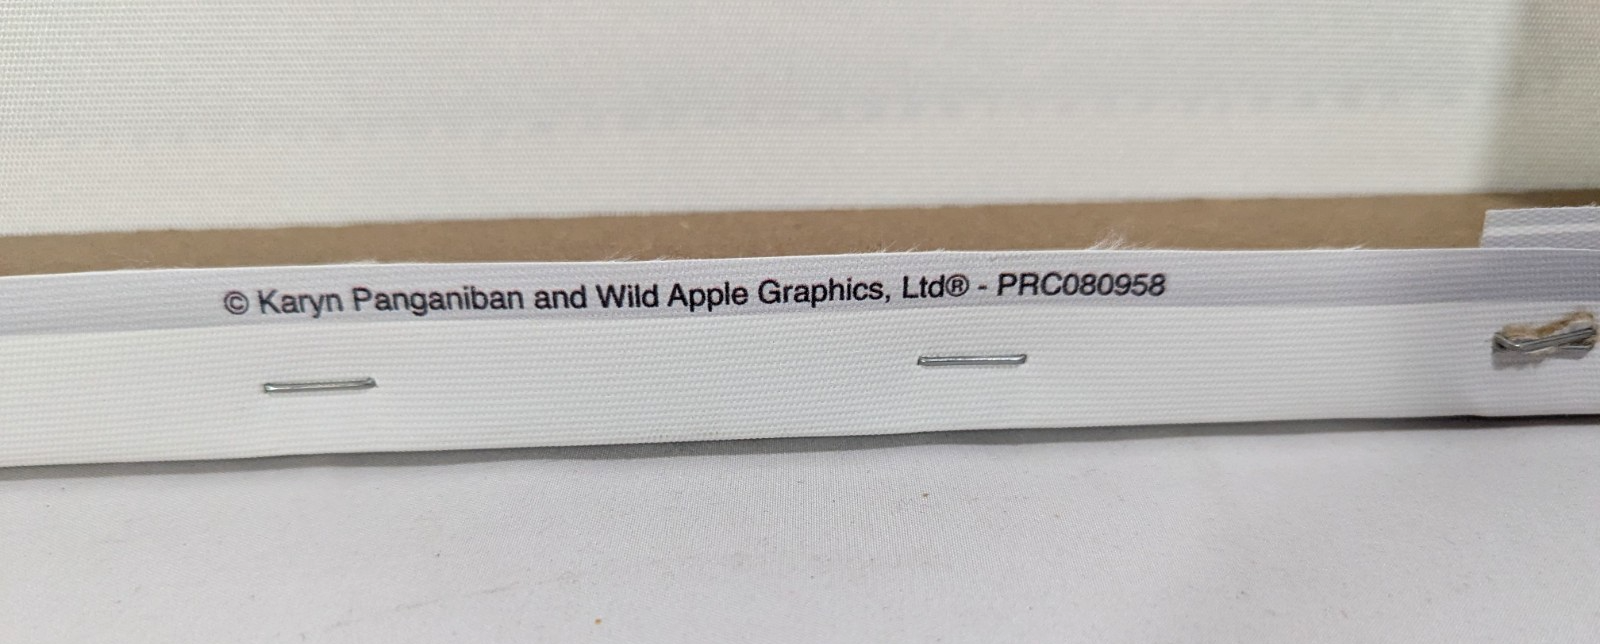 © Karyn Panganiban and Wild Apple Graphics, Ltd® - PRC080958